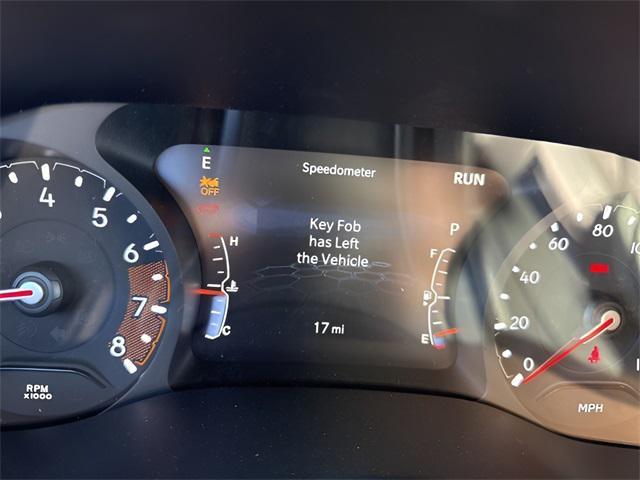 E
Speedometer
RUN
OFF
Key Fob
has Left
the Vehicle
H
C
P
F
E
17 mi
4
5
6
7
8
RPM
x1000
0
20
40
60
80
MPH